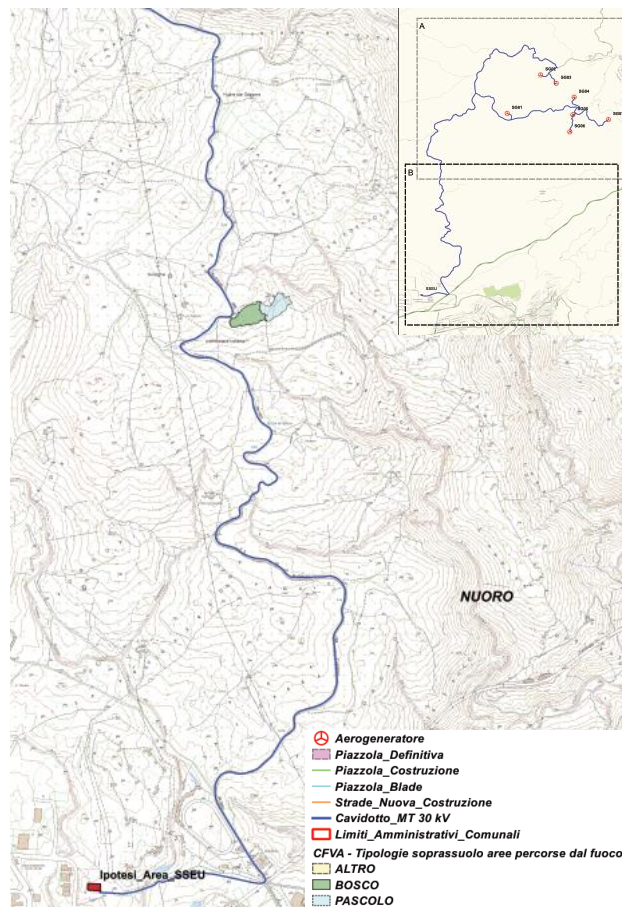 A
SG02
SG03
SG04
SG01
SG05
SG06
B
SSEU
NUORO
Ipotesi_Area_SSEU
Aerogeneratore
Piazzola_Definitiva
Piazzola_Costruzione
Piazzola_Blade
Strade_Nuova_Costruzione
Cavidotto_MT 30 kV
Limiti_Amministrativi_Comunali
CFVA - Tipologie soprassuolo aree percorse dal fuoco
ALTRO
BOSCO
PASCOLO